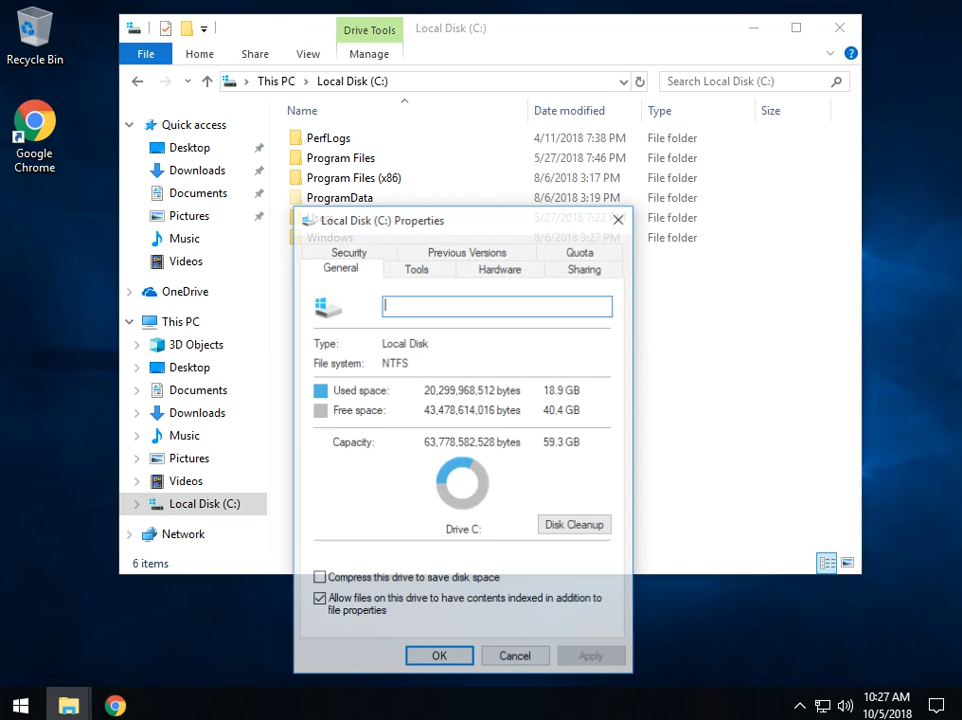 Recycle Bin
Google
Chrome
Drive Tools
Local Disk (C:)
File
Home
Share
View
Manage
This PC
Local Disk (C:)
Search Local Disk (C:)
Name
Date modified
Type
Size
Quick access
Desktop
Downloads
Documents
Pictures
Music
Videos
OneDrive
This PC
3D Objects
Desktop
Documents
Downloads
Music
Pictures
Videos
Local Disk (C:)
Network
PerfLogs 4/11/2018 7:38 PM File folder
Program Files 5/27/2018 7:46 PM File folder
Program Files (x86) 8/6/2018 3:17 PM File folder
ProgramData 8/6/2018 3:19 PM File folder
Users 5/27/2018 7:22 PM File folder
Windows 8/6/2018 3:27 PM File folder
Local Disk (C:) Properties
Security
Previous Versions
Quota
General
Tools
Hardware
Sharing
Type: Local Disk
File system: NTFS
Used space: 20,299,968,512 bytes 18.9 GB
Free space: 43,478,614,016 bytes 40.4 GB
Capacity: 63,778,582,528 bytes 59.3 GB
Drive C:
Disk Cleanup
Compress this drive to save disk space
Allow files on this drive to have contents indexed in addition to
file properties
OK
Cancel
Apply
6 items
10:27 AM
10/5/2018